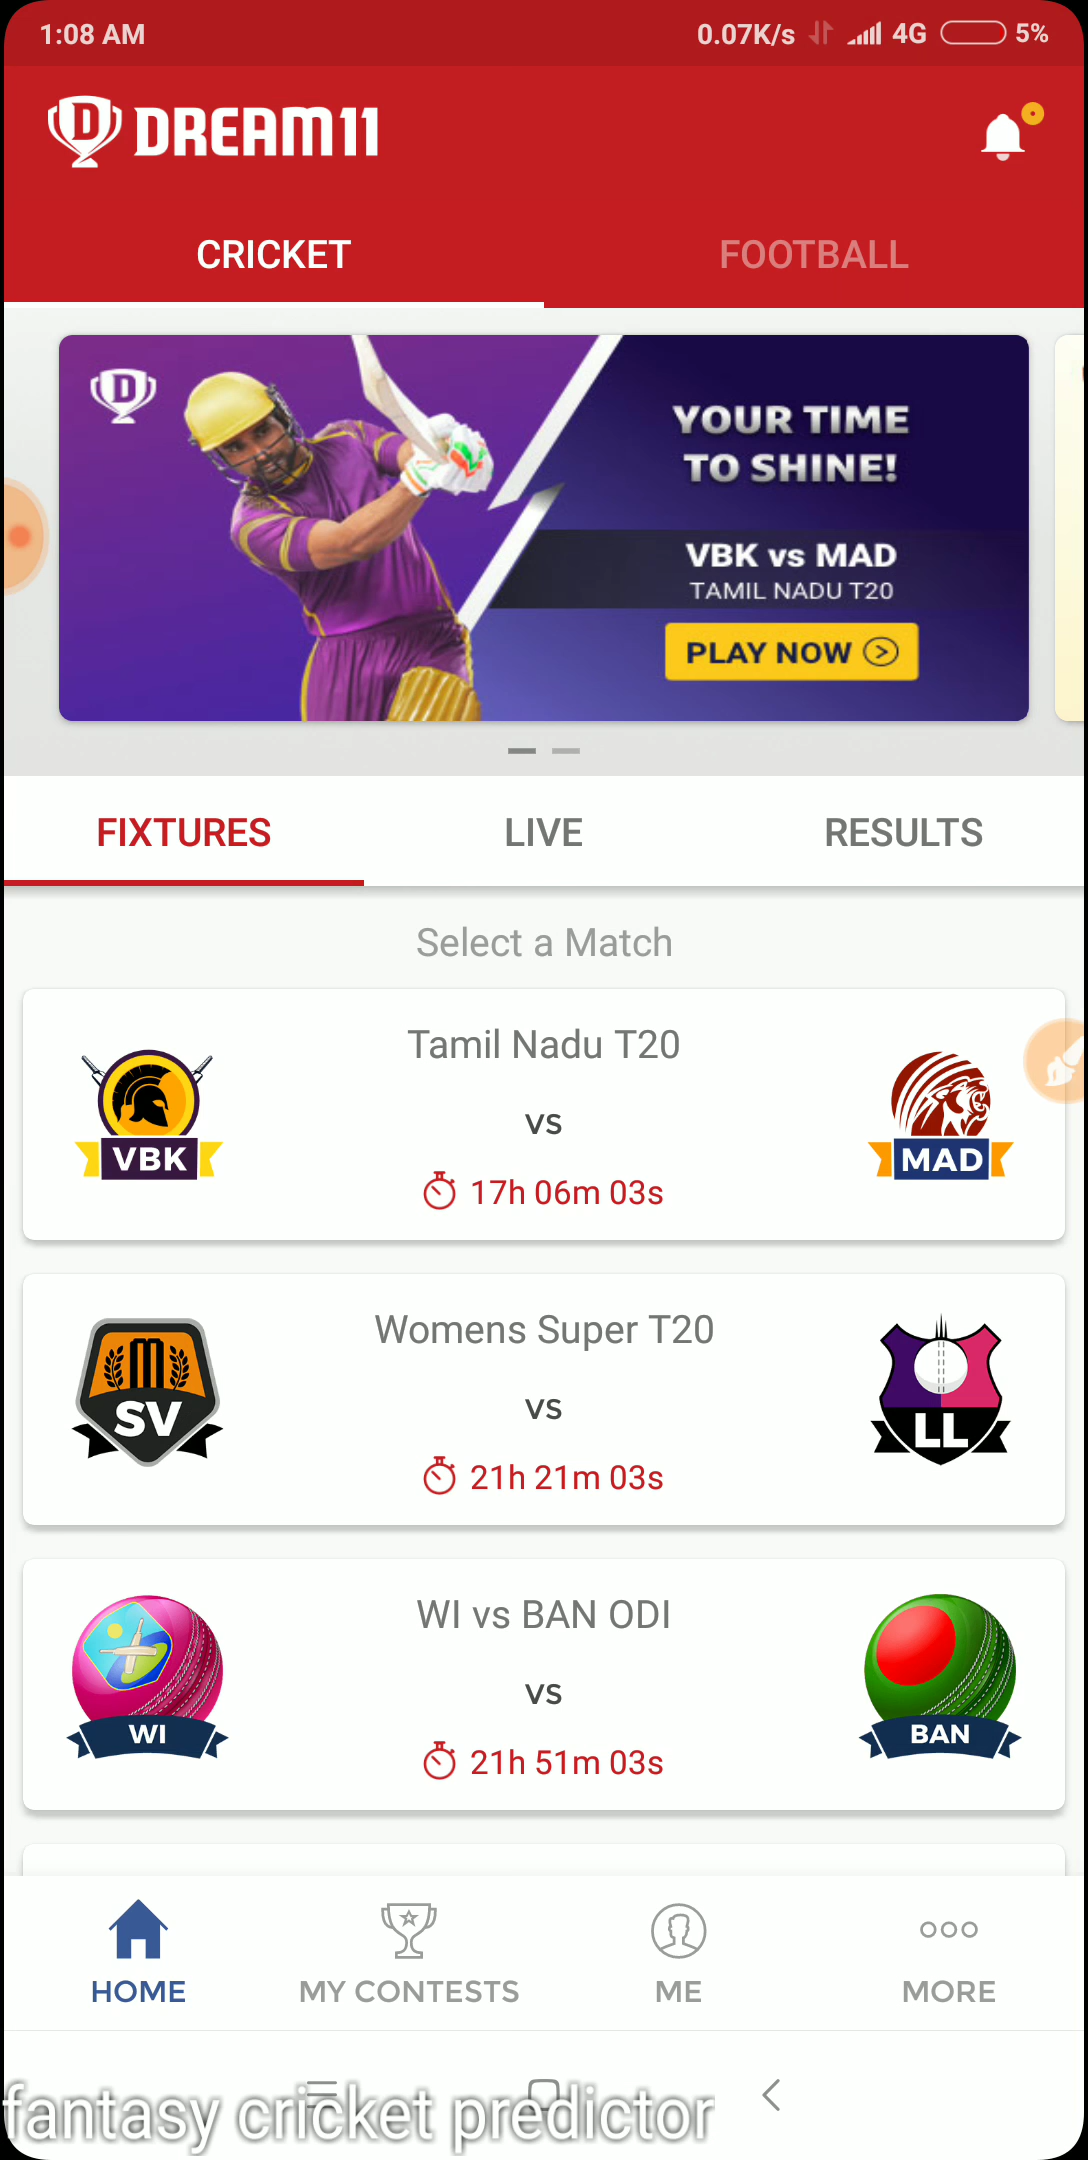 1:08 AM 0.07K/s 4G 5%
D DREAM11
CRICKET FOOTBALL
D
YOUR TIME
TO SHINE!
VBK vs MAD
TAMIL NADU T20
PLAY NOW
FIXTURES LIVE RESULTS
Select a Match
Tamil Nadu T20
vs
VBK MAD
17h 06m 03s
Womens Super T20
vs
SV LL
21h 21m 03s
WI vs BAN ODI
vs
WI BAN
21h 51m 03s
HOME MY CONTESTS ME MORE
fantasy cricket predictor